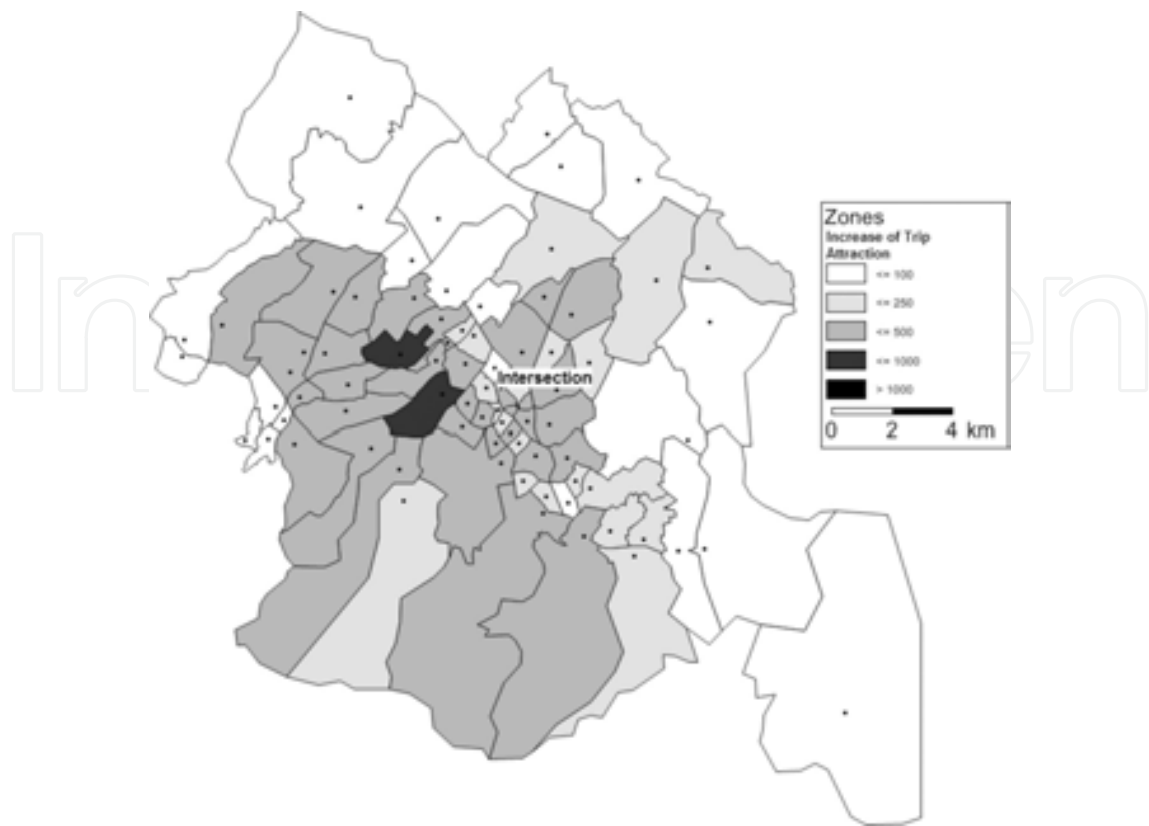 Intersection
Zones
Increase of Trip
Attraction
<= 100
<= 250
<= 500
<= 1000
> 1000
0 2 4 km